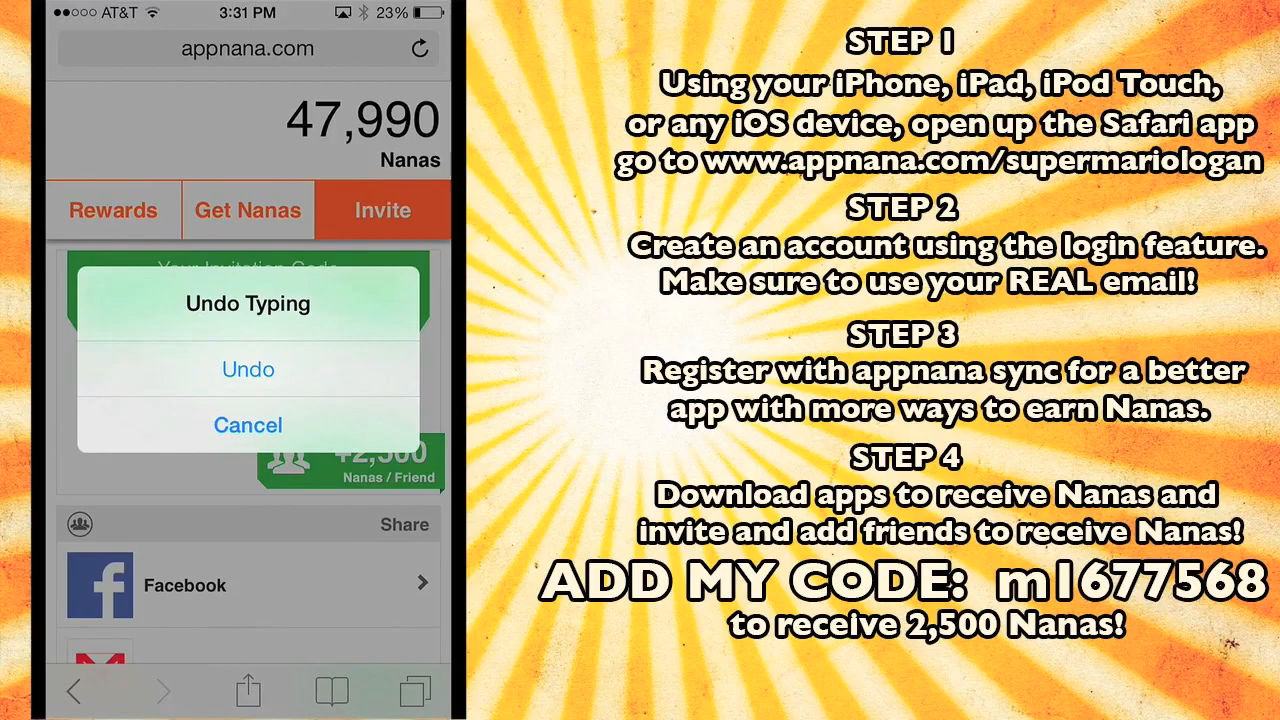 AT&T 3:31 PM 23%
appnana.com
47,990
Nanas
Rewards Get Nanas Invite
Your Invitation Code
Undo Typing
Undo
Cancel
+2,500
Nanas / Friend
Share
Facebook
STEP 1
Using your iPhone, iPad, iPod Touch,
or any iOS device, open up the Safari app
go to www.appnana.com/supermariologan
STEP 2
Create an account using the login feature.
Make sure to use your REAL email!
STEP 3
Register with appnana sync for a better
app with more ways to earn Nanas.
STEP 4
Download apps to receive Nanas and
invite and add friends to receive Nanas!
ADD MY CODE: m1677568
to receive 2,500 Nanas!